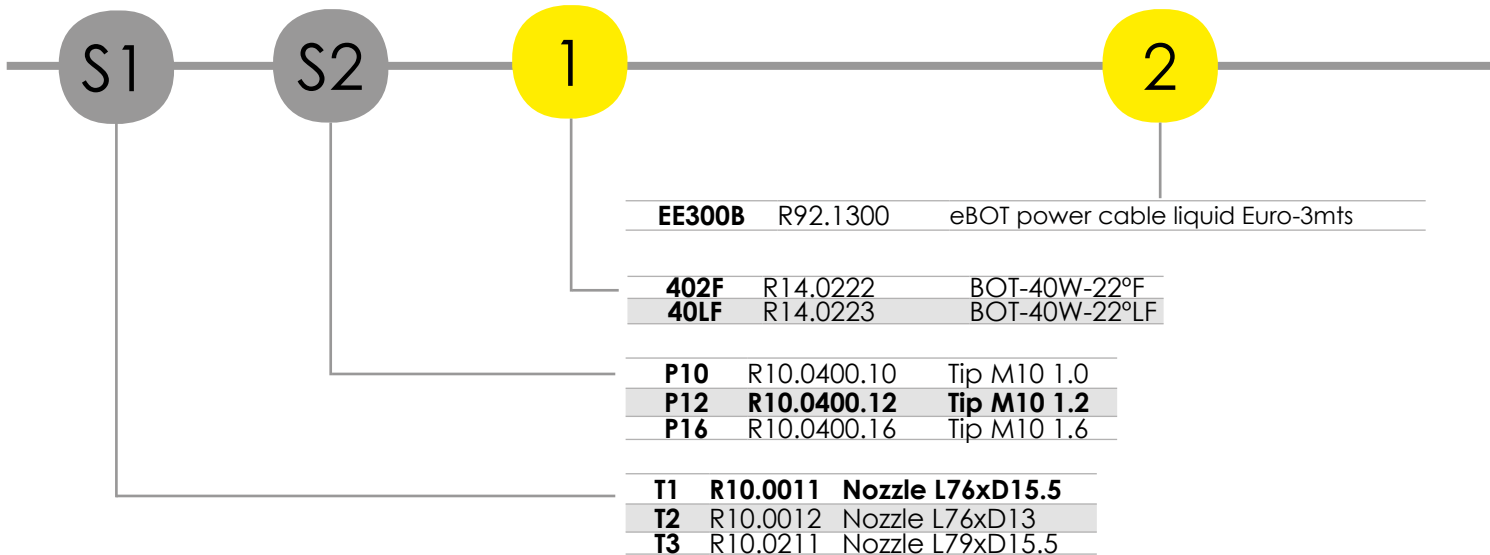 S1 S2 1 2
EE300B R92.1300 eBOT power cable liquid Euro-3mts
402F R14.0222 BOT-40W-22ºF
40LF R14.0223 BOT-40W-22ºLF
P10 R10.0400.10 Tip M10 1.0
P12 R10.0400.12 Tip M10 1.2
P16 R10.0400.16 Tip M10 1.6
T1 R10.0011 Nozzle L76xD15.5
T2 R10.0012 Nozzle L76xD13
T3 R10.0211 Nozzle L79xD15.5